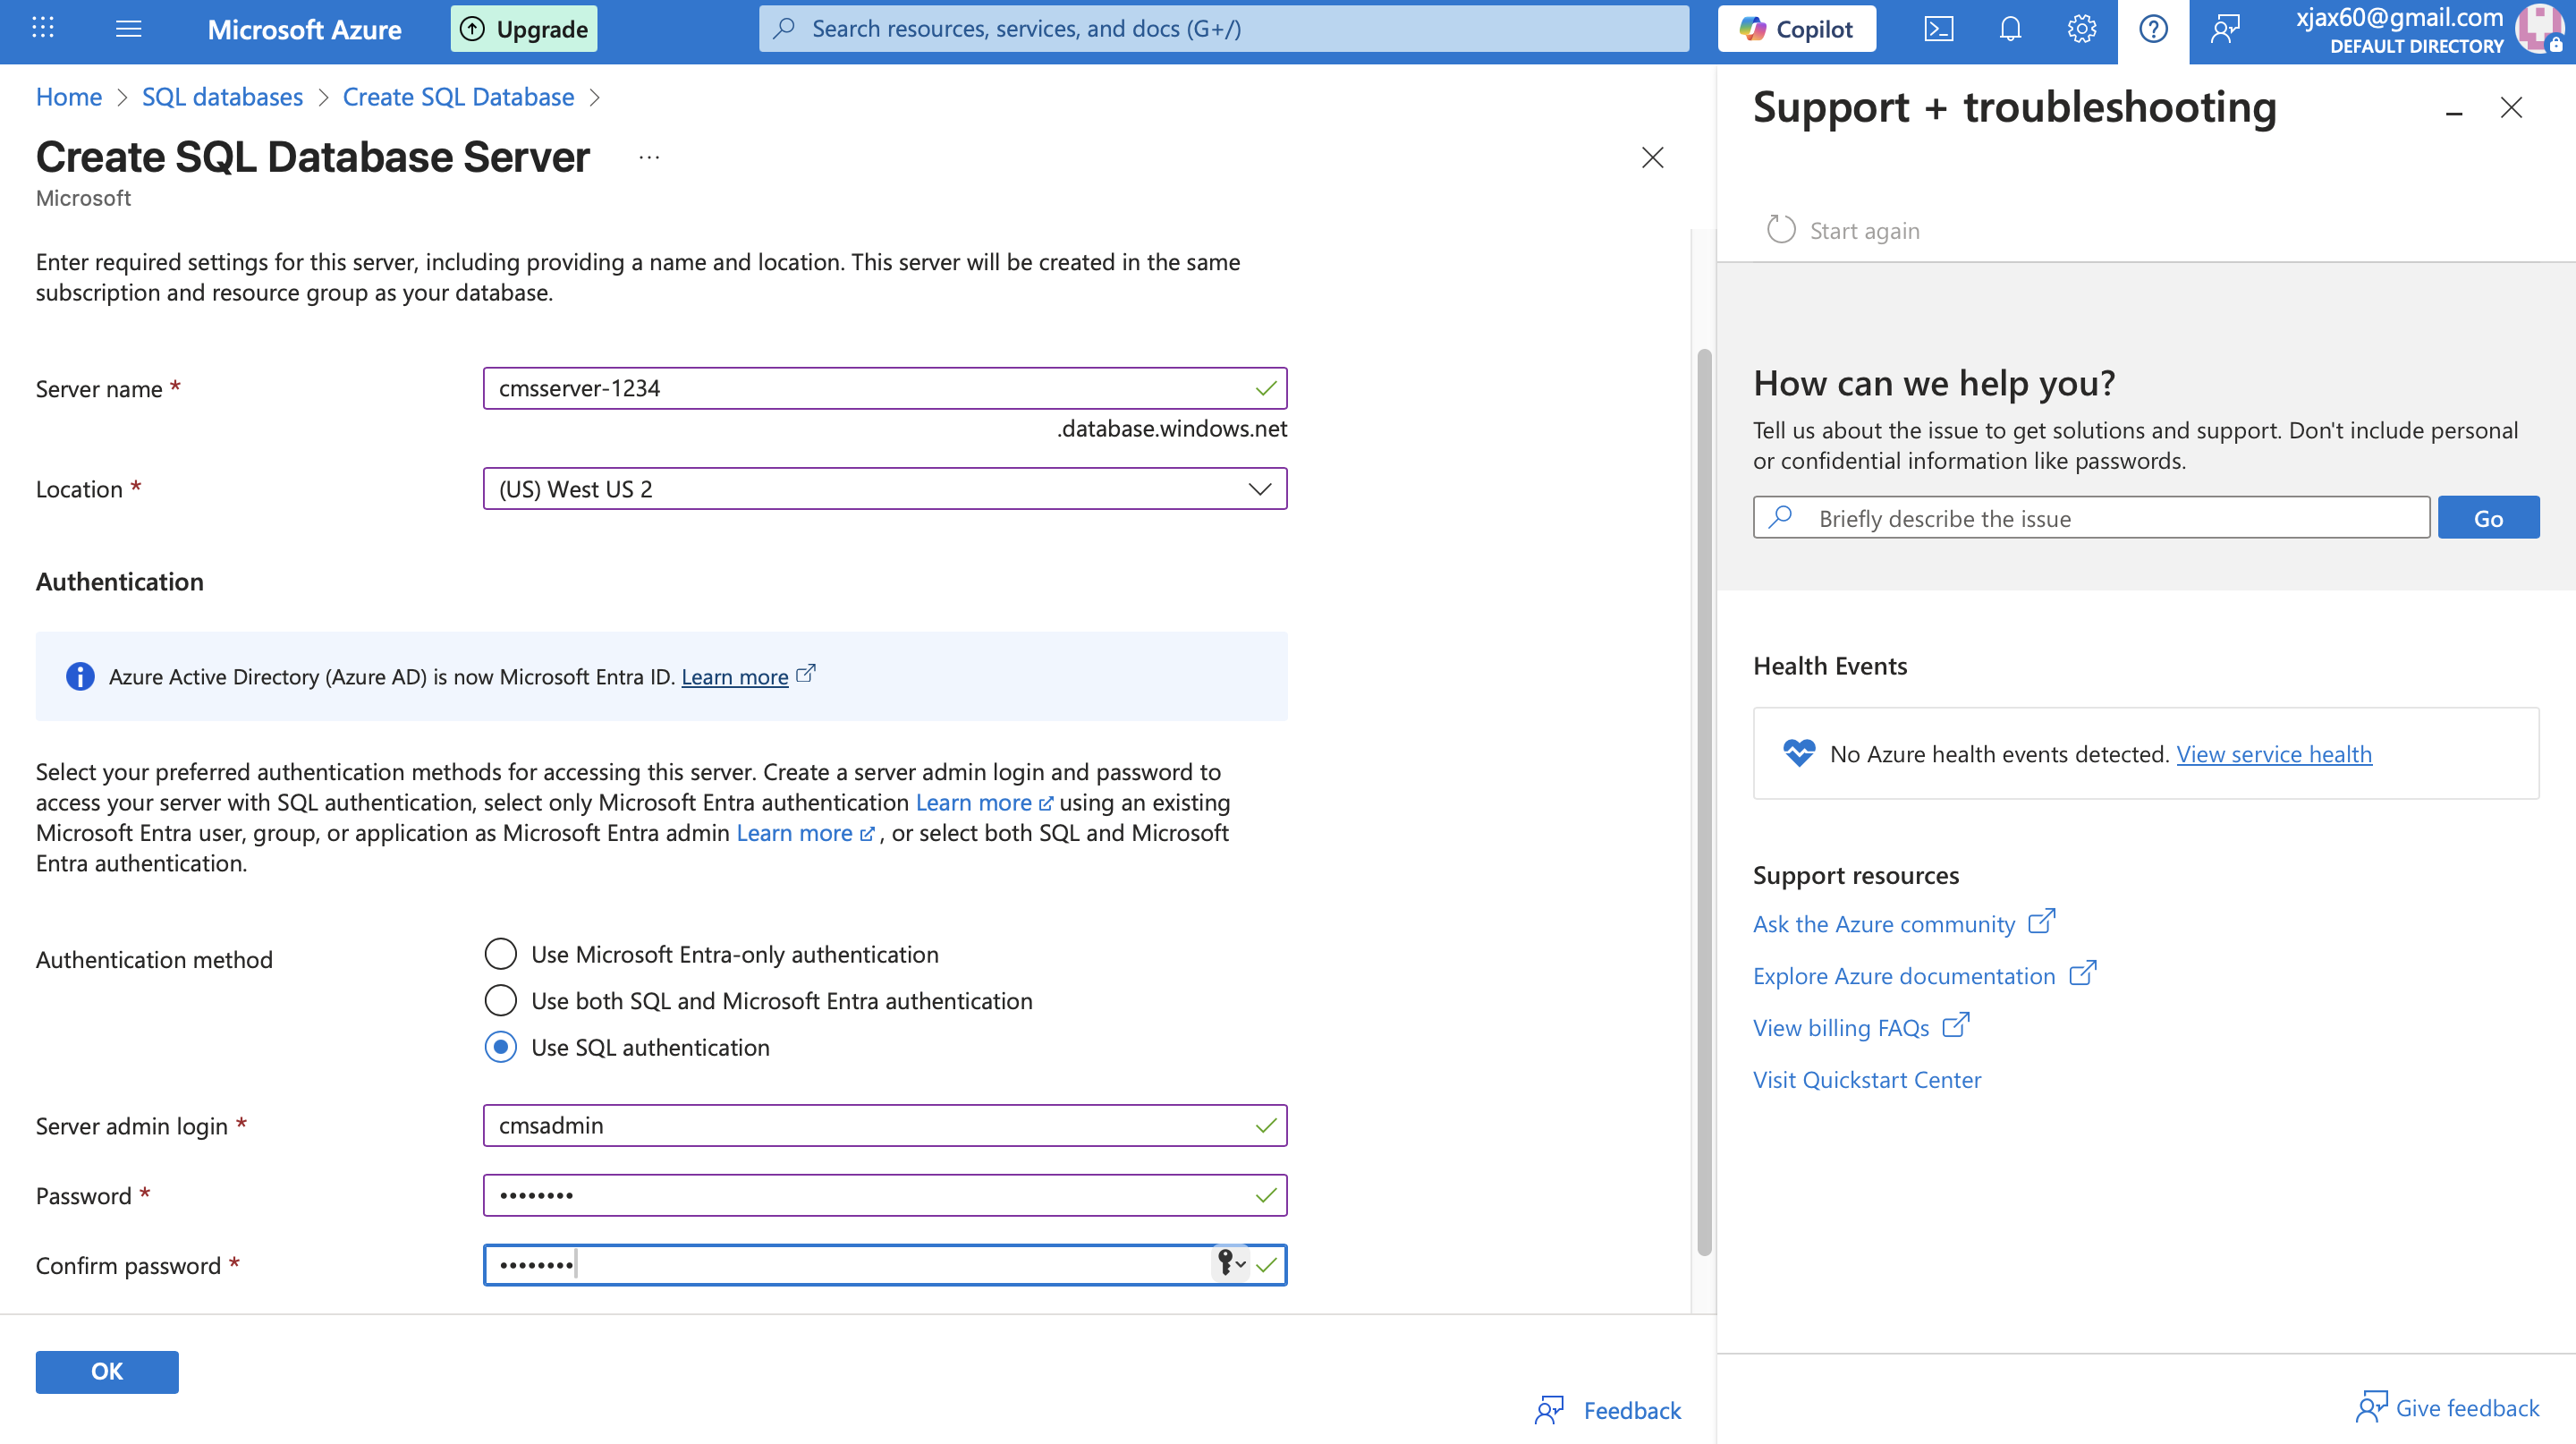 Microsoft Azure
Upgrade
Search resources, services, and docs (G+/)
Copilot
xjax60@gmail.com
DEFAULT DIRECTORY
Home > SQL databases > Create SQL Database >
Create SQL Database Server
...
Microsoft
Enter required settings for this server, including providing a name and location. This server will be created in the same
subscription and resource group as your database.
Server name *
cmsserver-1234
.database.windows.net
Location *
(US) West US 2
Authentication
Azure Active Directory (Azure AD) is now Microsoft Entra ID. Learn more
Select your preferred authentication methods for accessing this server. Create a server admin login and password to
access your server with SQL authentication, select only Microsoft Entra authentication Learn more using an existing
Microsoft Entra user, group, or application as Microsoft Entra admin Learn more , or select both SQL and Microsoft
Entra authentication.
Authentication method
Use Microsoft Entra-only authentication
Use both SQL and Microsoft Entra authentication
Use SQL authentication
Server admin login *
cmsadmin
Password *
••••••••
Confirm password *
••••••••
OK
Feedback
Support + troubleshooting
Start again
How can we help you?
Tell us about the issue to get solutions and support. Don't include personal
or confidential information like passwords.
Briefly describe the issue
Go
Health Events
No Azure health events detected. View service health
Support resources
Ask the Azure community
Explore Azure documentation
View billing FAQs
Visit Quickstart Center
Give feedback